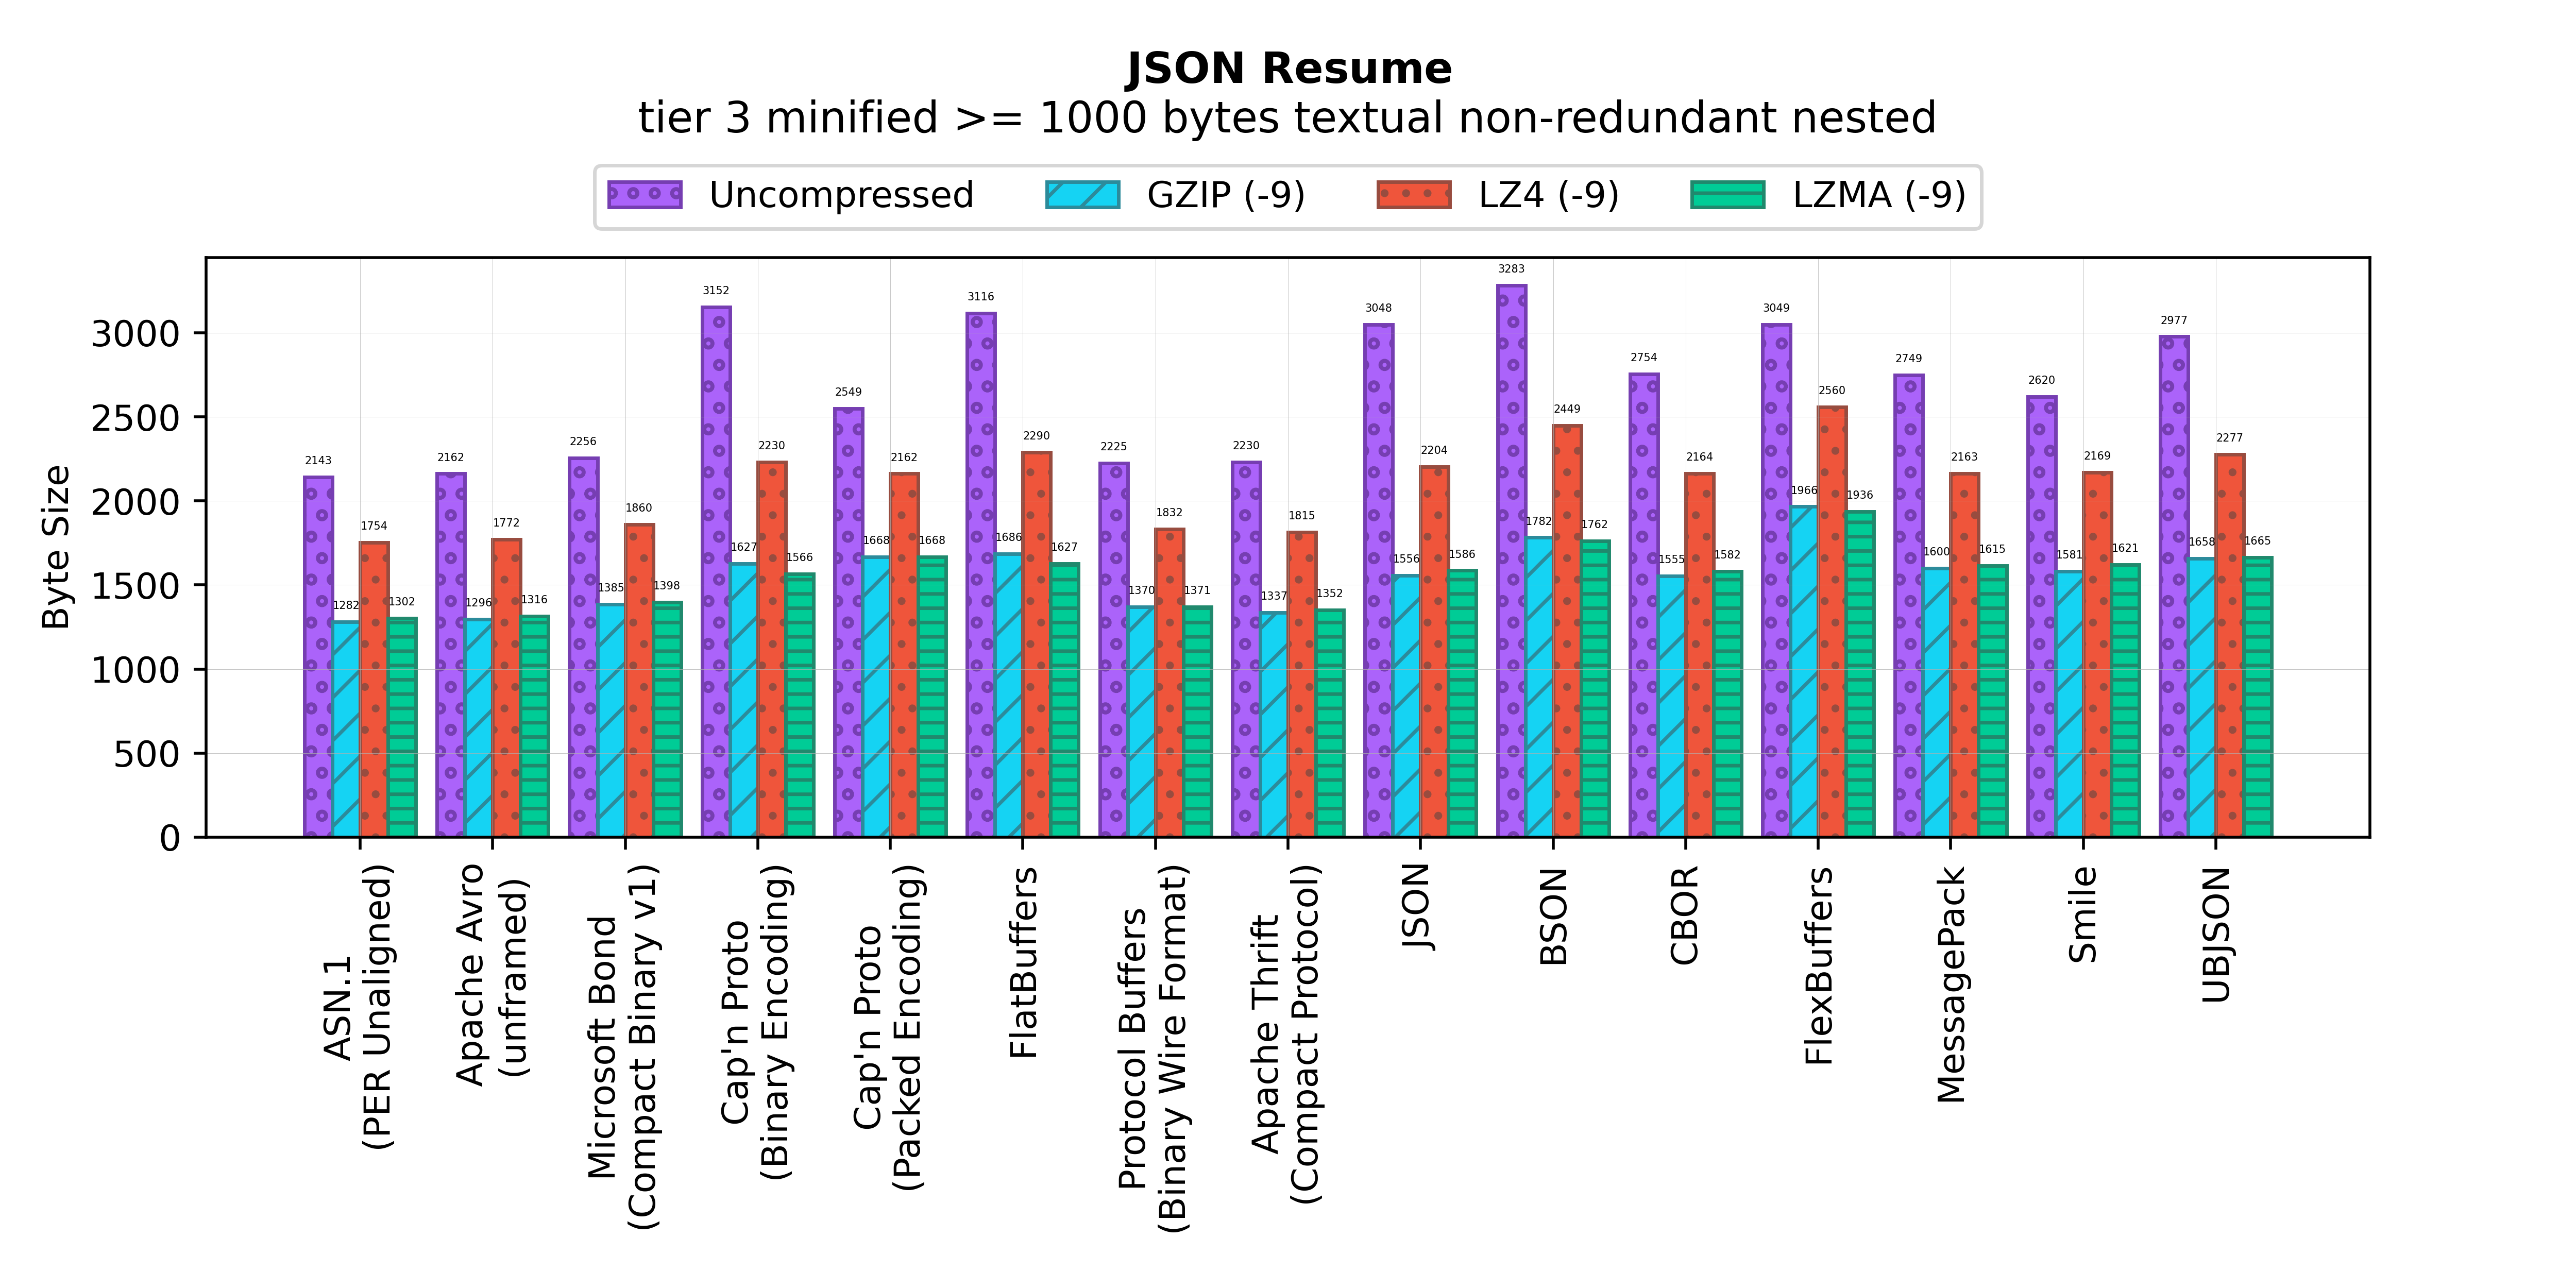 JSON Resume
tier 3 minified >= 1000 bytes textual non-redundant nested
Uncompressed GZIP (-9) LZ4 (-9) LZMA (-9)
Byte Size
3000
2500
2000
1500
1000
500
0
2143 1282 1754 1302
2162 1296 1772 1316
2256 1385 1860 1398
3152 1627 2230 1566
2549 1668 2162 1668
3116 1686 2290 1627
2225 1370 1832 1371
2230 1337 1815 1352
3048 1556 2204 1586
3283 1782 2449 1762
2754 1555 2164 1582
3049 1966 2560 1936
2749 1600 2163 1615
2620 1581 2169 1621
2977 1658 2277 1665
ASN.1
(PER Unaligned)
Apache Avro
(unframed)
Microsoft Bond
(Compact Binary v1)
Cap'n Proto
(Binary Encoding)
Cap'n Proto
(Packed Encoding)
FlatBuffers
Protocol Buffers
(Binary Wire Format)
Apache Thrift
(Compact Protocol)
JSON
BSON
CBOR
FlexBuffers
MessagePack
Smile
UBJSON